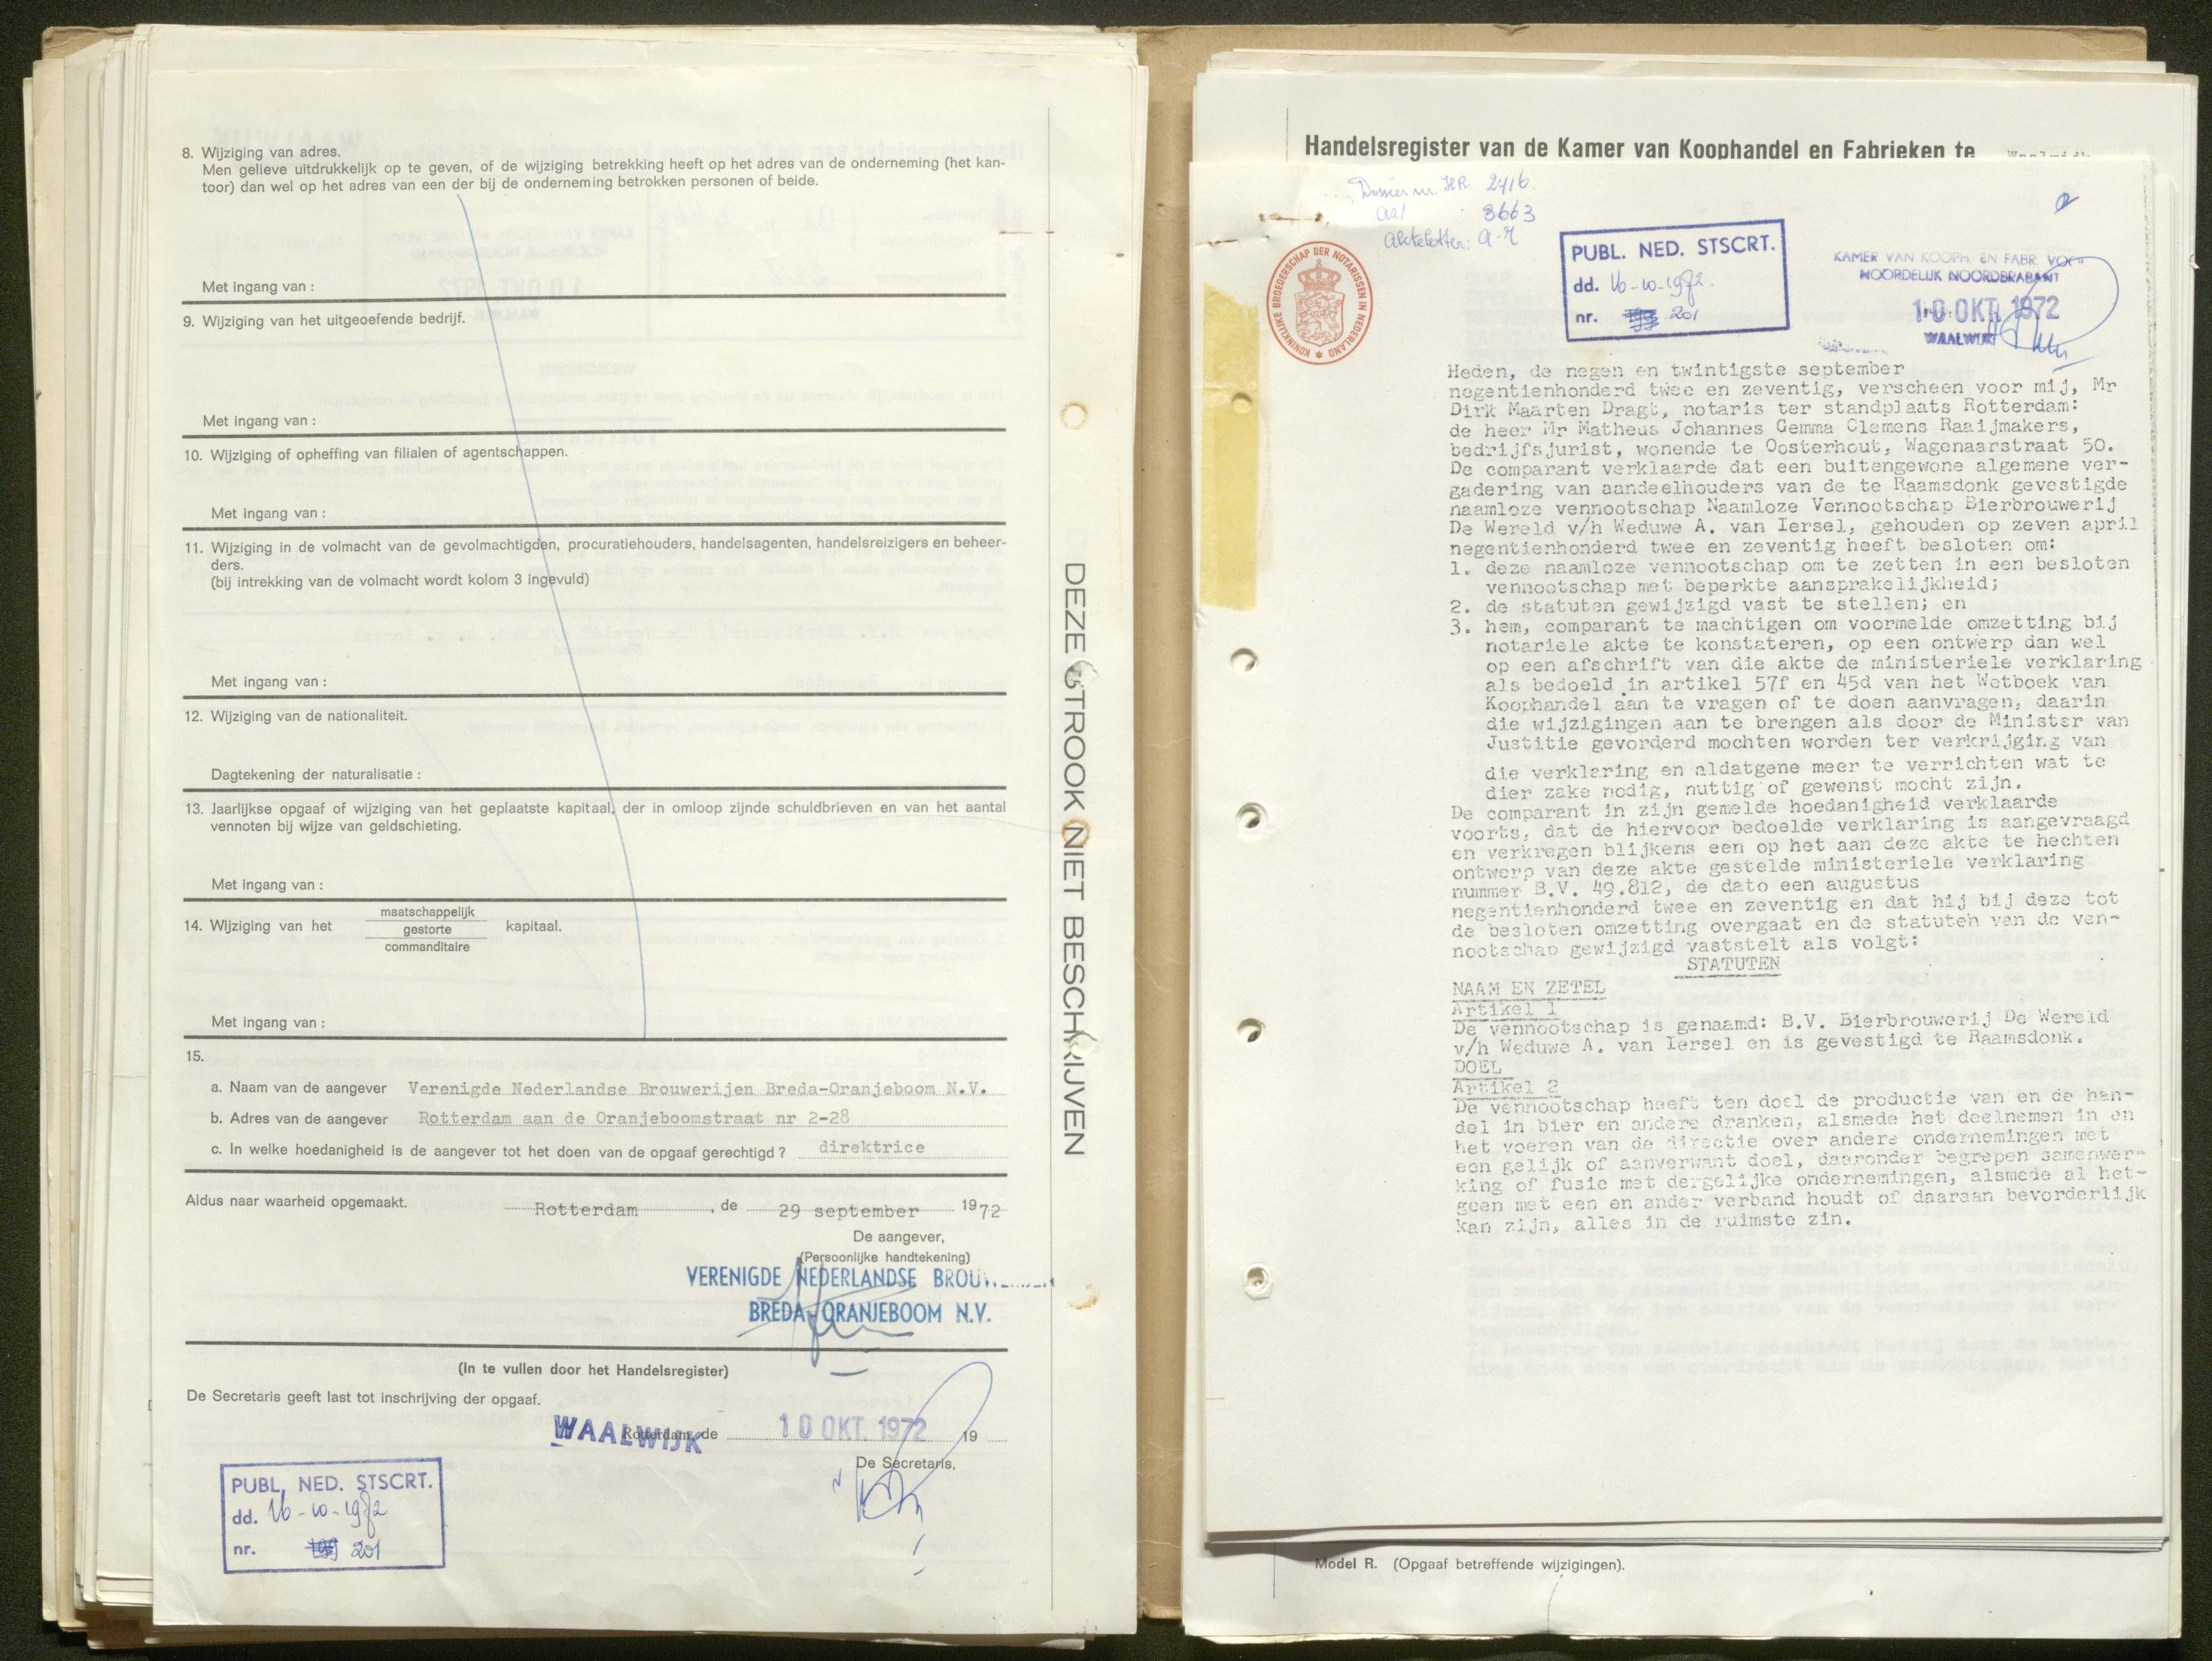 8. Wijziging van adres.
Men gelieve uitdrukkelijk op te geven, of de wijziging betrekking heeft op het adres van de onderneming (het kan-
toor) dan wel op het adres van een der bij de onderneming betrokken personen of beide.
Met ingang van :
9. Wijziging van het uitgeoefende bedrijf.
Met ingang van :
10. Wijziging of opheffing van filialen of agentschappen.
Met ingang van :
11. Wijziging in de volmacht van de gevolmachtigden, procuratiehouders, handelsagenten, handelsreizigers en beheer-
ders.
(bij intrekking van de volmacht wordt kolom 3 ingevuld)
Met ingang van :
12. Wijziging van de nationaliteit.
Dagtekening der naturalisatie :
13. Jaarlijkse opgaaf of wijziging van het geplaatste kapitaal, der in omloop zijnde schuldbrieven en van het aantal
vennoten bij wijze van geldschieting.
Met ingang van :
maatschappelijk
14. Wijziging van het gestorte kapitaal.
commanditaire
Met ingang van :
15.
a. Naam van de aangever Verenigde Nederlandse Brouwerijen Breda-Oranjeboom N.V.
b. Adres van de aangever Rotterdam aan de Oranjeboomstraat nr 2-28
c. In welke hoedanigheid is de aangever tot het doen van de opgaaf gerechtigd ? direktrice
Aldus naar waarheid opgemaakt. Rotterdam, de 29 september 1972
De aangever,
(Persoonlijke handtekening)
VERENIGDE NEDERLANDSE
BREDA-ORANJEBOOM N.V.
(In te vullen door het Handelsregister)
De Secretaris geeft last tot inschrijving der opgaaf.
WAALWIJK Rotterdam, de 10 OKT. 1972 19
De Secretaris,
PUBL. NED. STSCRT.
dd. 16-10-1972
nr. 201
DEZE STROOK NIET BESCHRIJVEN
Handelsregister van de Kamer van Koophandel en Fabrieken te Waalwijk
Dossier nr. H.R. 2416
8663
Akteletter: A-R
KONINKLIJKE BROEDERSCHAP DER NOTARISSEN IN NEDERLAND
PUBL. NED. STSCRT.
dd. 16-10-1972.
nr. 201
KAMER VAN KOOPH. EN FABR. VOOR
NOORDELIJK NOORDBRABANT
10 OKT. 1972
WAALWIJK
Heden, de negen en twintigste september
negentienhonderd twee en zeventig, verscheen voor mij, Mr
Dirk Maarten Dragt, notaris ter standplaats Rotterdam:
de heer Mr Matheus Johannes Gemma Clemens Raaijmakers,
bedrijfsjurist, wonende te Oosterhout, Wagenaarstraat 50.
De comparant verklaarde dat een buitengewone algemene ver-
gadering van aandeelhouders van de te Raamsdonk gevestigde
naamloze vennootschap Naamloze Vennootschap Bierbrouwerij
De Wereld v/h Weduwe A. van Iersel, gehouden op zeven april
negentienhonderd twee en zeventig heeft besloten om:
1. deze naamloze vennootschap om te zetten in een besloten
vennootschap met beperkte aansprakelijkheid;
2. de statuten gewijzigd vast te stellen; en
3. hem, comparant te machtigen om voormelde omzetting bij
notariele akte te konstateren, op een ontwerp dan wel
op een afschrift van die akte de ministeriele verklaring
als bedoeld in artikel 57f en 45d van het Wetboek van
Koophandel aan te vragen of te doen aanvragen, daarin
die wijzigingen aan te brengen als door de Minister van
Justitie gevorderd mochten worden ter verkrijging van
die verklaring en aldatgene meer te verrichten wat te
dier zake nodig, nuttig of gewenst mocht zijn.
De comparant in zijn gemelde hoedanigheid verklaarde
voorts, dat de hiervoor bedoelde verklaring is aangevraagd
en verkregen blijkens een op het aan deze akte te hechten
ontwerp van deze akte gestelde ministeriele verklaring
nummer B.V. 49.812, de dato een augustus
negentienhonderd twee en zeventig en dat hij bij deze tot
de besloten omzetting overgaat en de statuten van de ven-
nootschap gewijzigd vaststelt als volgt:
STATUTEN
NAAM EN ZETEL
Artikel 1
De vennootschap is genaamd: B.V. Bierbrouwerij De Wereld
v/h Weduwe A. van Iersel en is gevestigd te Raamsdonk.
DOEL
Artikel 2
De vennootschap heeft ten doel de productie van en de han-
del in bier en andere dranken, alsmede het deelnemen in en
het voeren van de directie over andere ondernemingen met
een gelijk of aanverwant doel, daaronder begrepen samenwer-
king of fusie met dergelijke ondernemingen, alsmede al het-
geen met een en ander verband houdt of daaraan bevorderlijk
kan zijn, alles in de ruimste zin.
Model R. (Opgaaf betreffende wijzigingen).